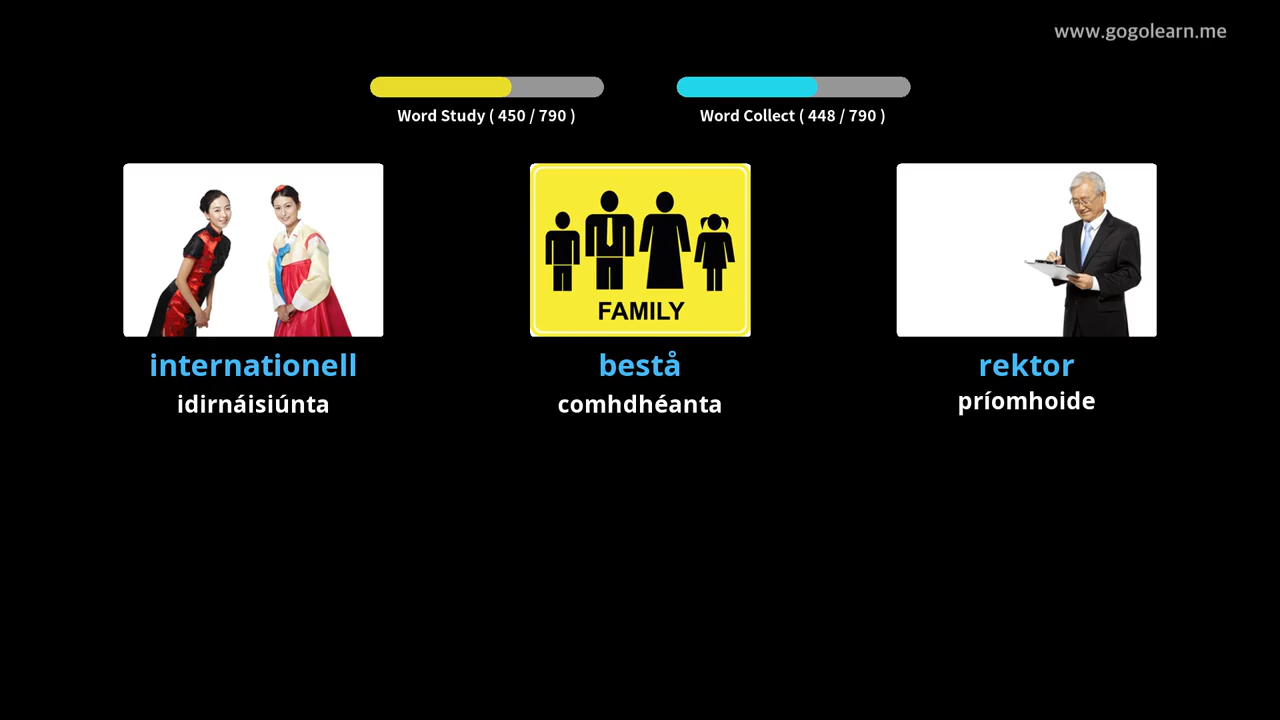 www.gogolearn.me
Word Study ( 450 / 790 )
Word Collect ( 448 / 790 )
FAMILY
internationell
bestå
rektor
idirnáisiúnta
comhdhéanta
príomhoide